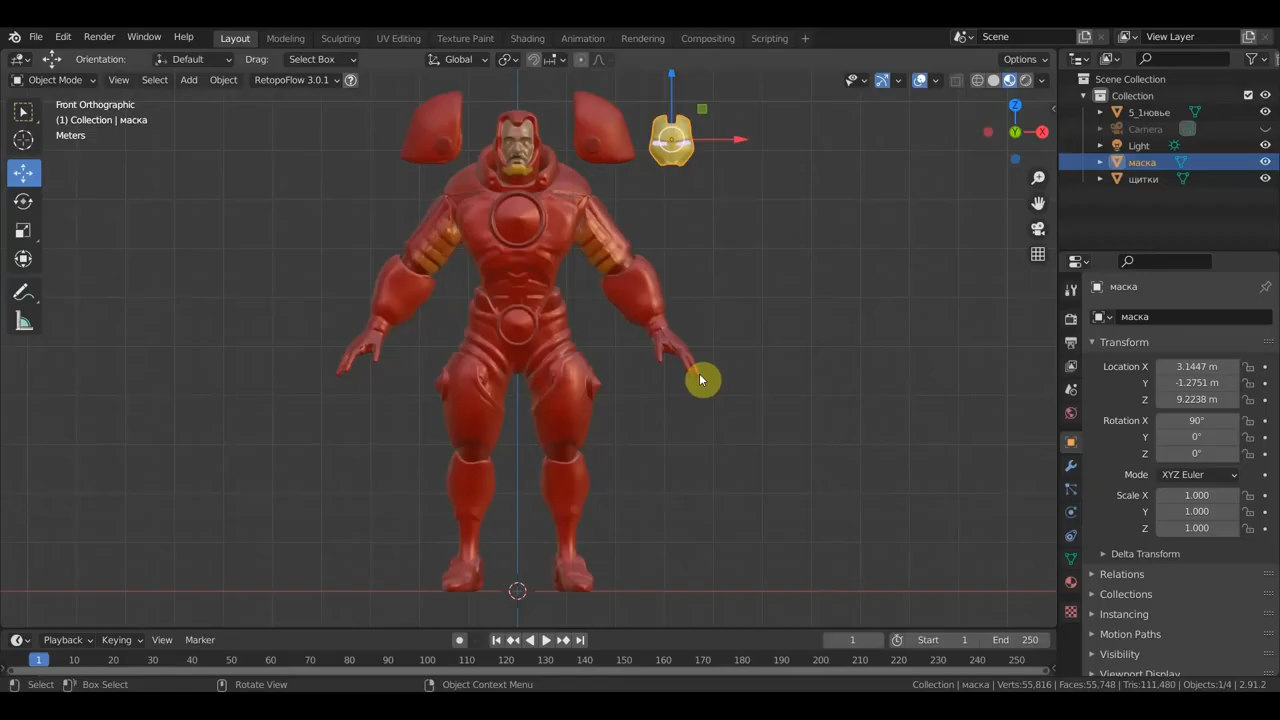 File Edit Render Window Help Layout Modeling Sculpting UV Editing Texture Paint Shading Animation Rendering Compositing Scripting + Scene View Layer
Orientation: Default Drag: Select Box Global Options
Object Mode View Select Add Object RetopoFlow 3.0.1
Front Orthographic
(1) Collection | маска
Meters
Z
Y
X
Scene Collection
Collection
5_1новье
Camera
Light
маска
щитки
маска
маска
Transform
Location X 3.1447 m
Y -1.2751 m
Z 9.2238 m
Rotation X 90°
Y 0°
Z 0°
Mode XYZ Euler
Scale X 1.000
Y 1.000
Z 1.000
Delta Transform
Relations
Collections
Instancing
Motion Paths
Visibility
Viewport Display
Playback Keying View Marker 1 Start 1 End 250
1 10 20 30 40 50 60 70 80 90 100 110 120 130 140 150 160 170 180 190 200 210 220 230 240 250
Select Box Select Rotate View Object Context Menu Collection | маска | Verts:55,816 | Faces:55,748 | Tris:111,480 | Objects:1/4 | 2.91.2